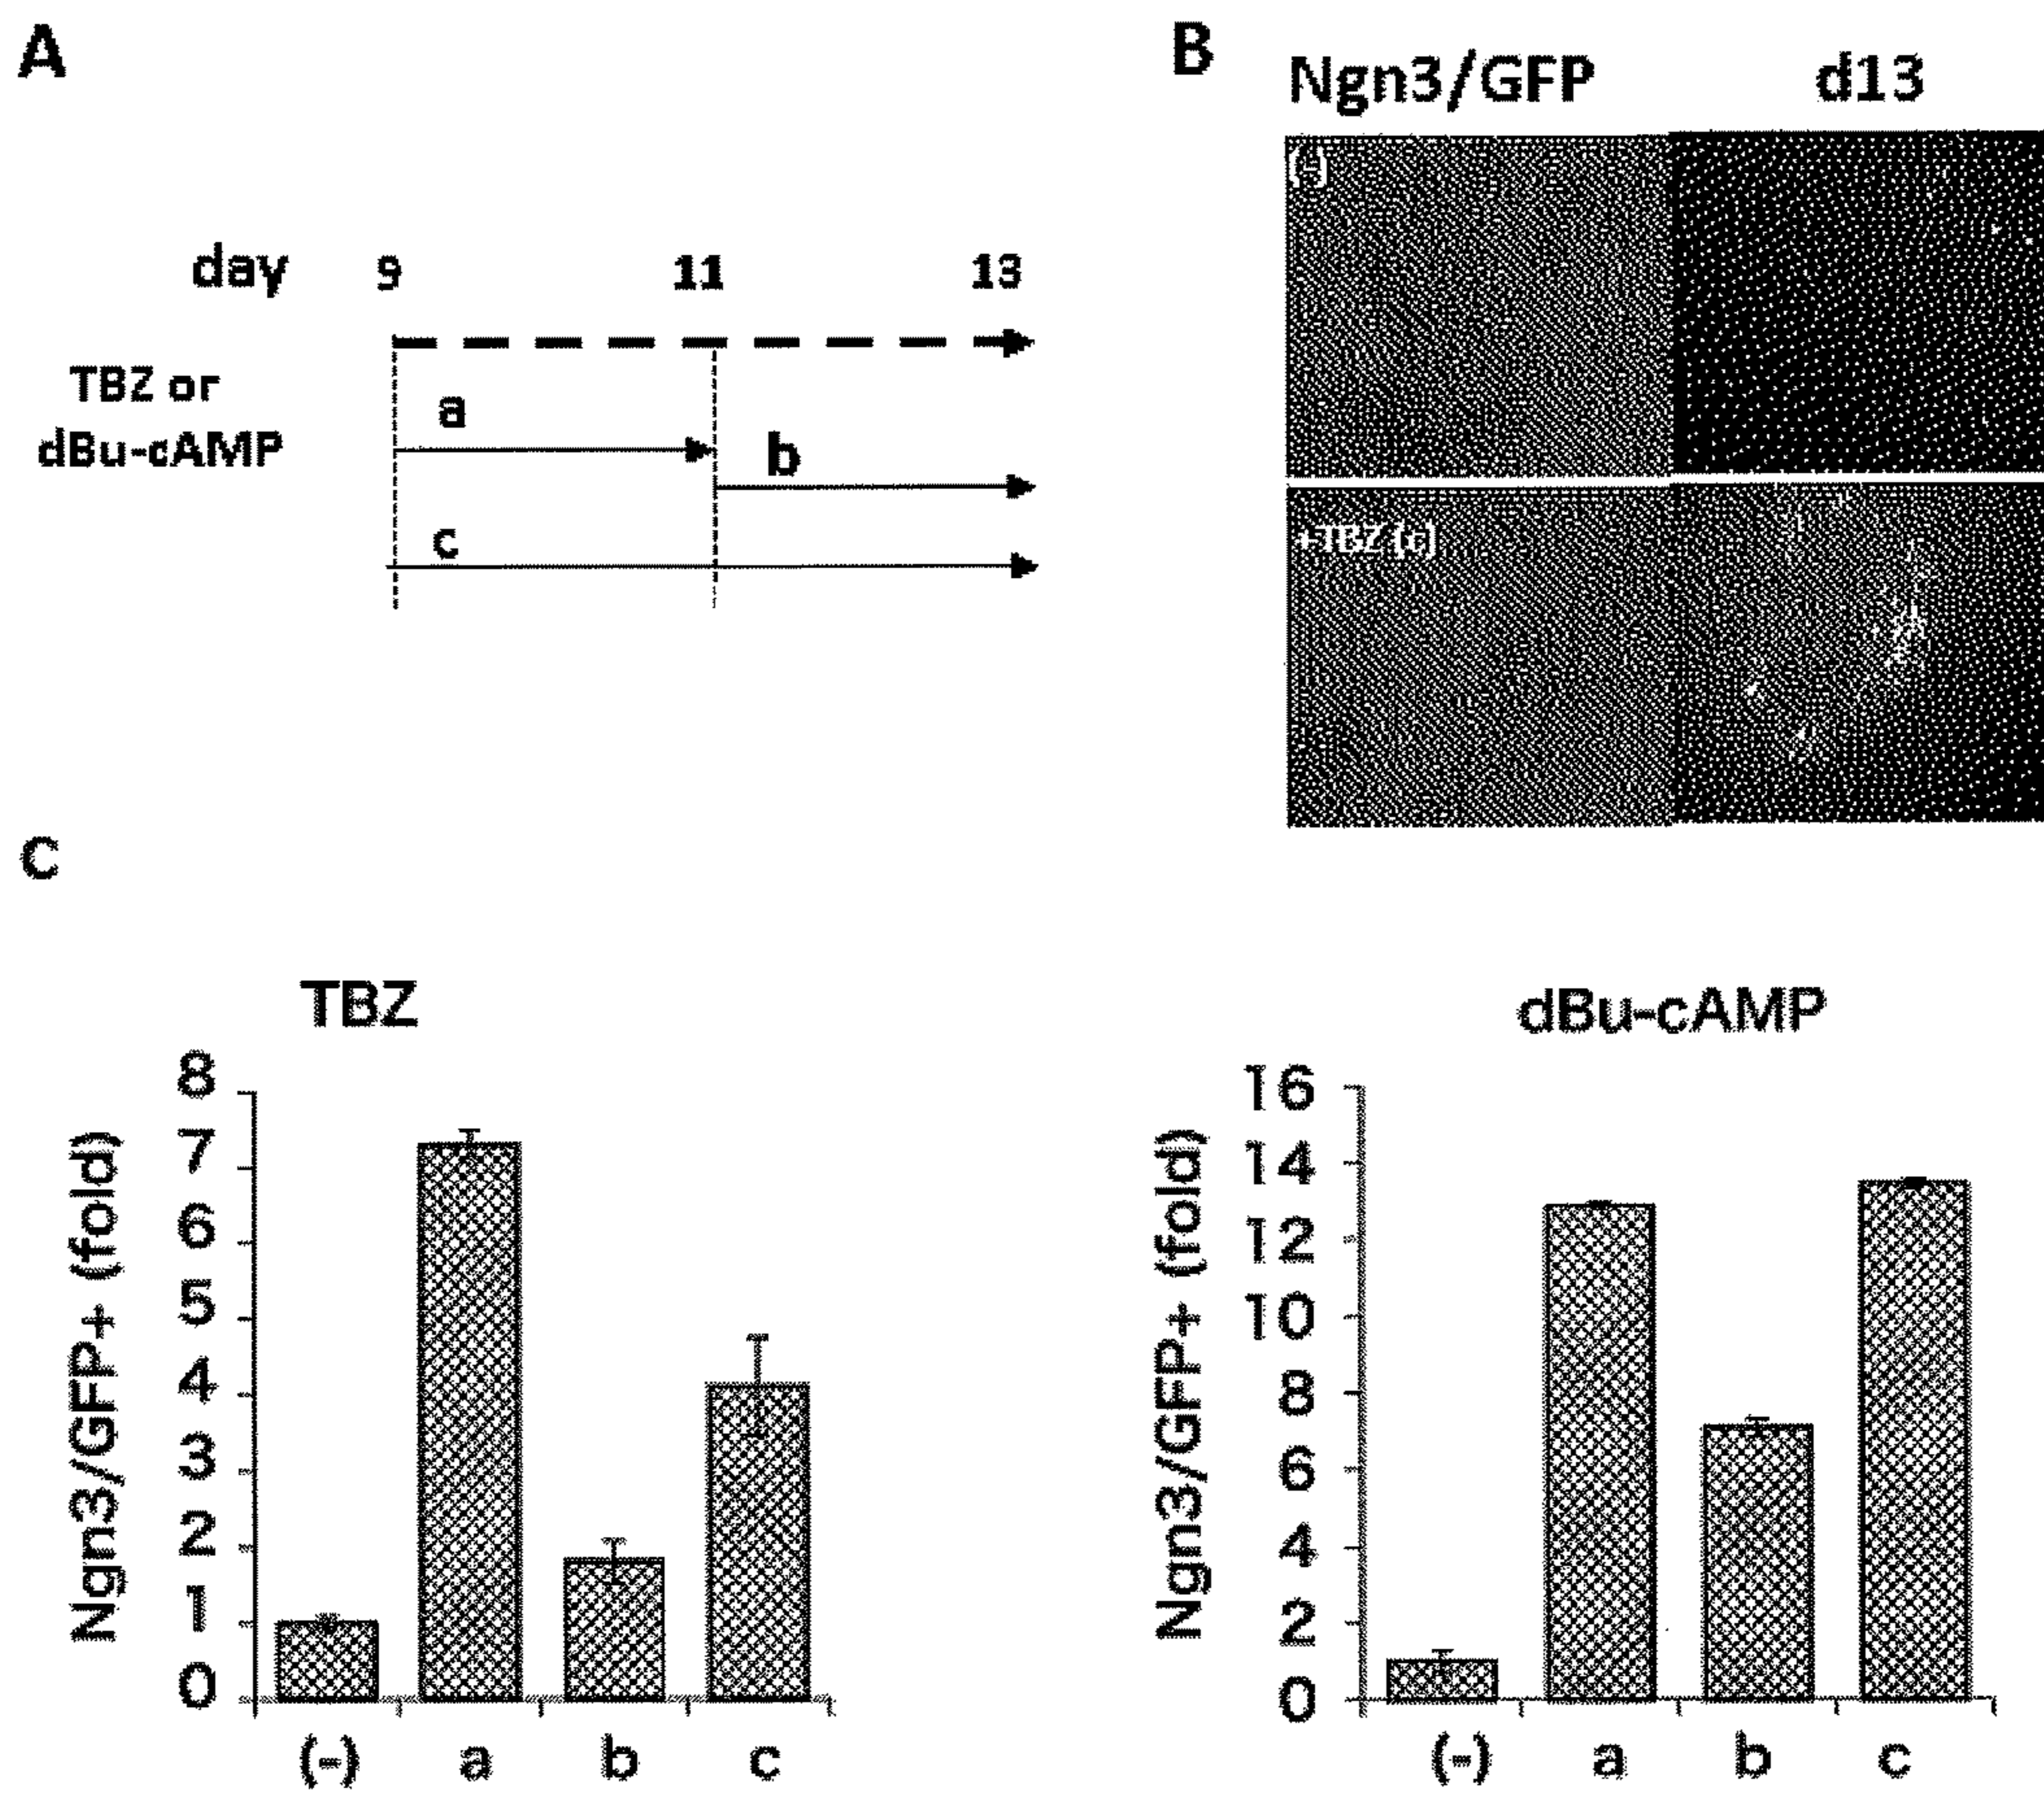 A
day 9 11 13
TBZ or
dBu-cAMP
a
b
c
B
Ngn3/GFP d13
(-)
+TBZ (c)
C
TBZ
Ngn3/GFP+ (fold)
8
7
6
5
4
3
2
1
0
(-) a b c
dBu-cAMP
Ngn3/GFP+ (fold)
16
14
12
10
8
6
4
2
0
(-) a b c